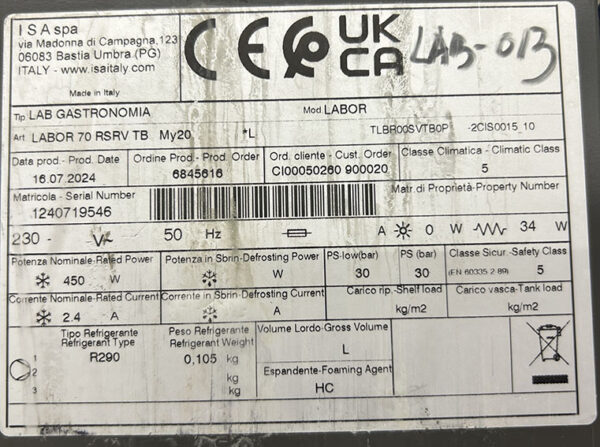 I S A spa
via Madonna di Campagna,123
06083 Bastia Umbra (PG)
ITALY - www.isaitaly.com
Made in Italy
CE
UK
CA
LAB-013
Tip LAB GASTRONOMIA Mod LABOR
Art LABOR 70 RSRV TB My20 *L TLBR00SVTB0P -2CIS0015_10
Data prod.- Prod. Date Ordine Prod.- Prod. Order Ord. cliente - Cust. Order Classe Climatica - Climatic Class
16.07.2024 6845616 CI00050260 900020 5
Matricola - Serial Number Matr di Proprietà-Property Number
1240719546
230 - V 50 Hz A 0 W 34 W
Potenza Nominale-Rated Power Potenza in Sbrin-Defrosting Power PS-low(bar) PS (bar) Classe Sicur.-Safety Class
450 W W 30 30 (EN 60335 2 89) 5
Corrente Nominale-Rated Current Corrente in Sbrin-Defrosting Current Carico rip.-Shelf load Carico vasca-Tank load
2.4 A A kg/m2 kg/m2
Tipo Refrigerante Peso Refrigerante Volume Lordo-Gross Volume
Refrigerant Type Refrigerant Weight
1 R290 0,105 kg L
2 kg Espandente-Foaming Agent
3 kg HC